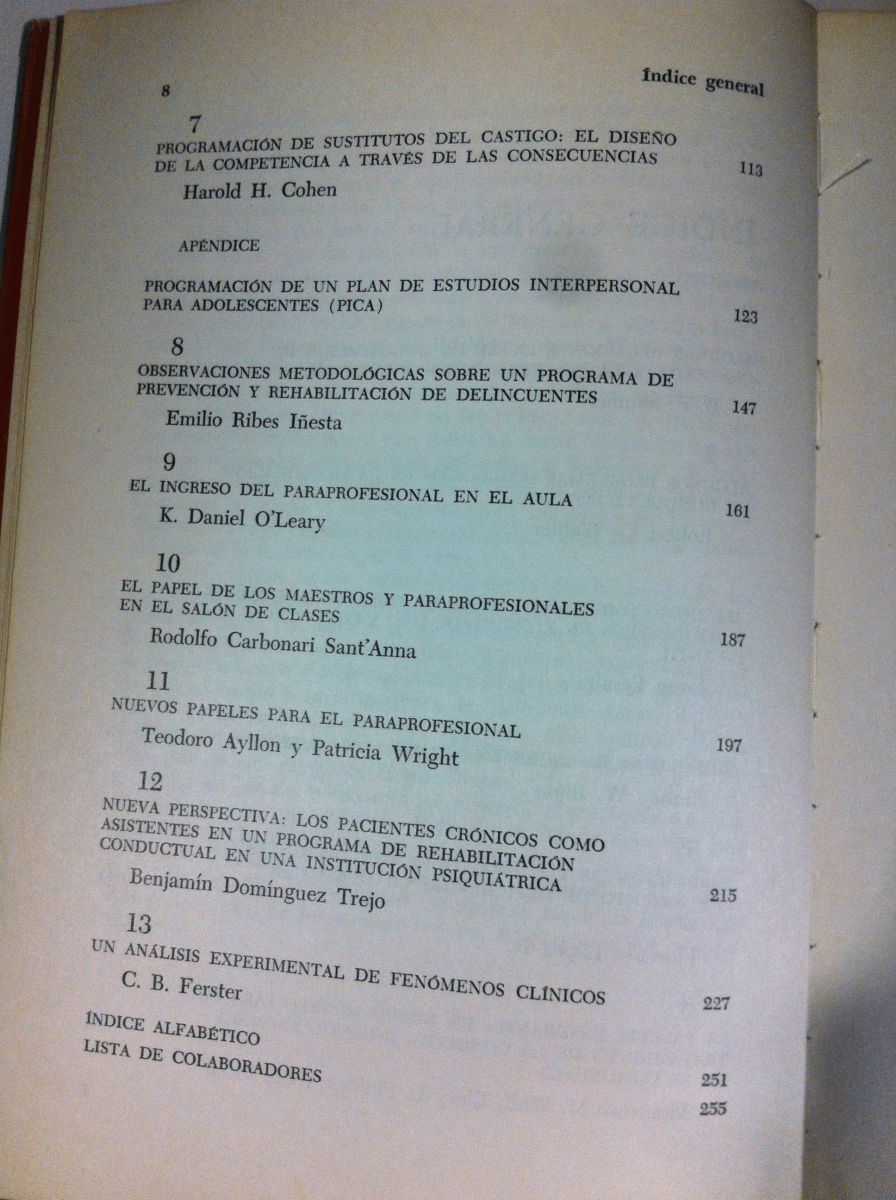 8
Índice general
7
PROGRAMACIÓN DE SUSTITUTOS DEL CASTIGO: EL DISEÑO
DE LA COMPETENCIA A TRAVÉS DE LAS CONSECUENCIAS 113
Harold H. Cohen
APÉNDICE
PROGRAMACIÓN DE UN PLAN DE ESTUDIOS INTERPERSONAL
PARA ADOLESCENTES (PICA) 123
8
OBSERVACIONES METODOLÓGICAS SOBRE UN PROGRAMA DE
PREVENCIÓN Y REHABILITACIÓN DE DELINCUENTES 147
Emilio Ribes Iñesta
9
EL INGRESO DEL PARAPROFESIONAL EN EL AULA 161
K. Daniel O'Leary
10
EL PAPEL DE LOS MAESTROS Y PARAPROFESIONALES
EN EL SALÓN DE CLASES 187
Rodolfo Carbonari Sant'Anna
11
NUEVOS PAPELES PARA EL PARAPROFESIONAL 197
Teodoro Ayllon y Patricia Wright
12
NUEVA PERSPECTIVA: LOS PACIENTES CRÓNICOS COMO
ASISTENTES EN UN PROGRAMA DE REHABILITACIÓN
CONDUCTUAL EN UNA INSTITUCIÓN PSIQUIÁTRICA 215
Benjamín Domínguez Trejo
13
UN ANÁLISIS EXPERIMENTAL DE FENÓMENOS CLÍNICOS 227
C. B. Ferster
ÍNDICE ALFABÉTICO 251
LISTA DE COLABORADORES 255